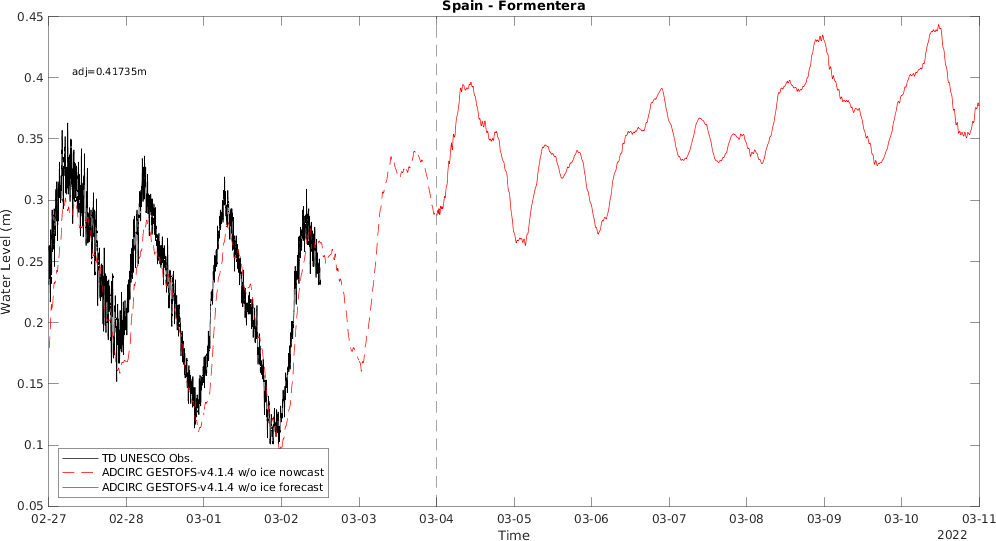 Spain - Formentera
0.45
adj=0.41735m
0.4
0.35
0.3
0.25
0.2
0.15
0.1
0.05
Water Level (m)
TD UNESCO Obs.
ADCIRC GESTOFS-v4.1.4 w/o ice nowcast
ADCIRC GESTOFS-v4.1.4 w/o ice forecast
02-27 02-28 03-01 03-02 03-03 03-04 03-05 03-06 03-07 03-08 03-09 03-10 03-11
Time
2022